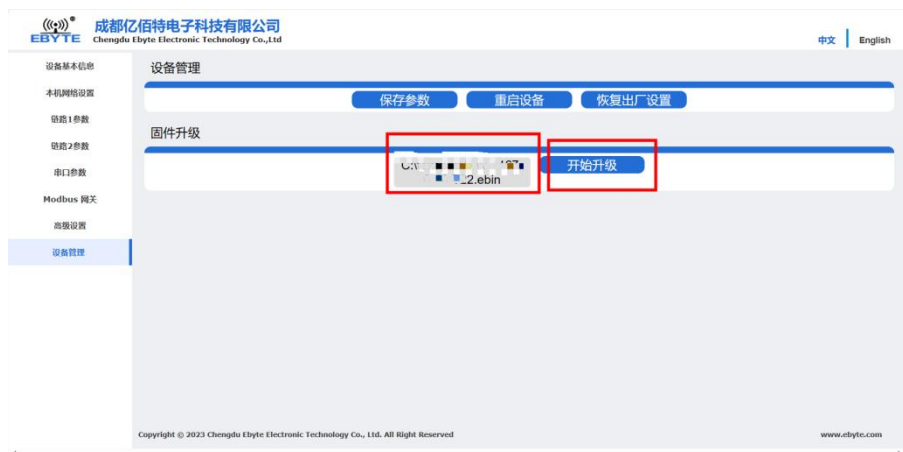 ((( ))) ®
EBYTE
成都亿佰特电子科技有限公司
Chengdu Ebyte Electronic Technology Co.,Ltd
中文
English
设备基本信息
本机网络设置
链路1参数
链路2参数
串口参数
Modbus 网关
高级设置
设备管理
设备管理
保存参数
重启设备
恢复出厂设置
固件升级
2.ebin
开始升级
Copyright © 2023 Chengdu Ebyte Electronic Technology Co., Ltd. All Right Reserved
www.ebyte.com